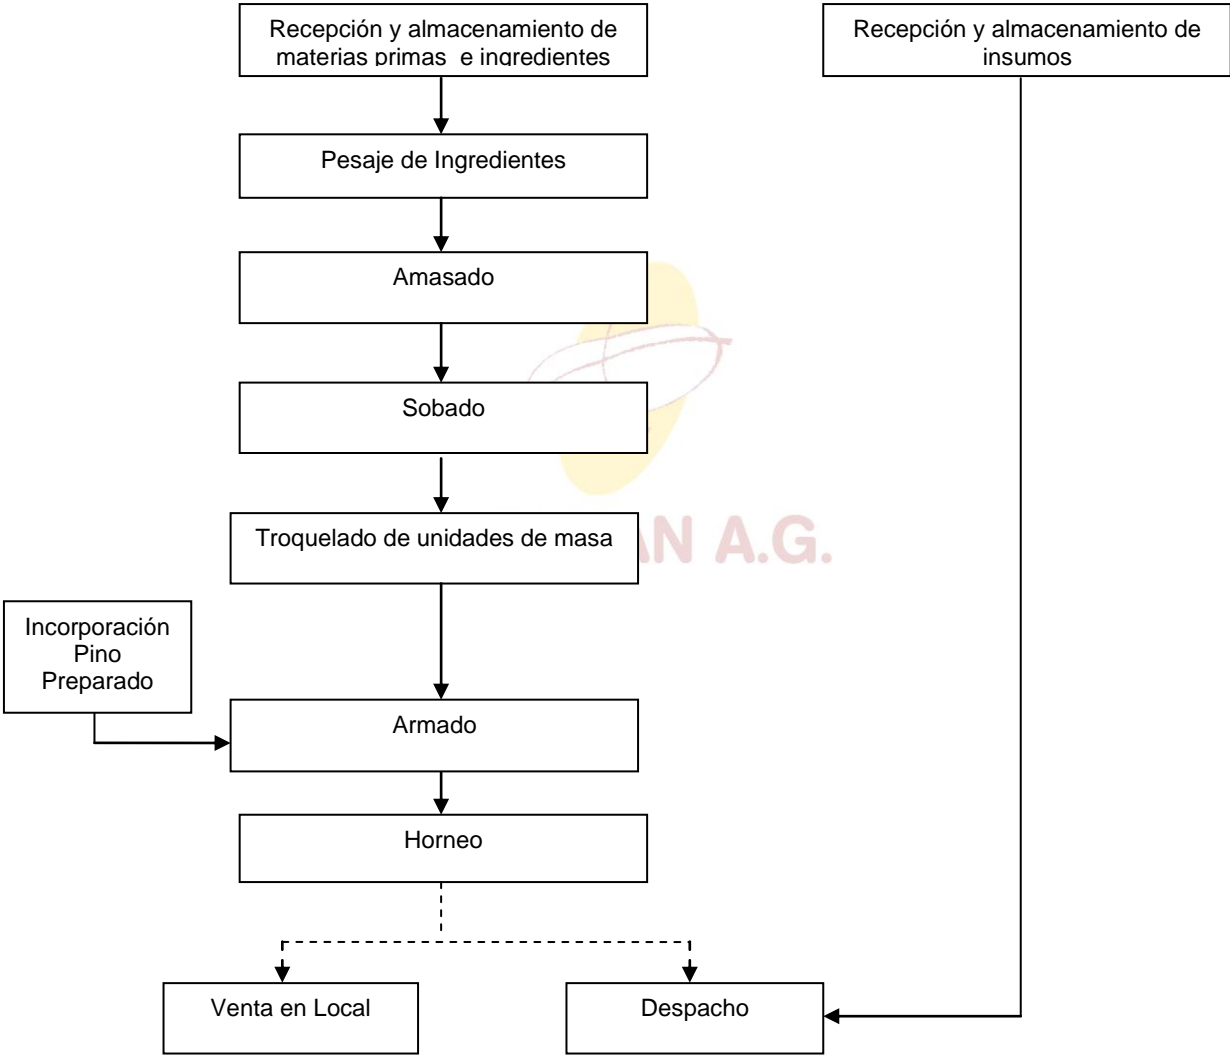 Recepción y almacenamiento de
materias primas e ingredientes
Recepción y almacenamiento de
insumos
Pesaje de Ingredientes
Amasado
Sobado
Troquelado de unidades de masa
AN A.G.
Incorporación
Pino
Preparado
Armado
Horneo
Venta en Local
Despacho